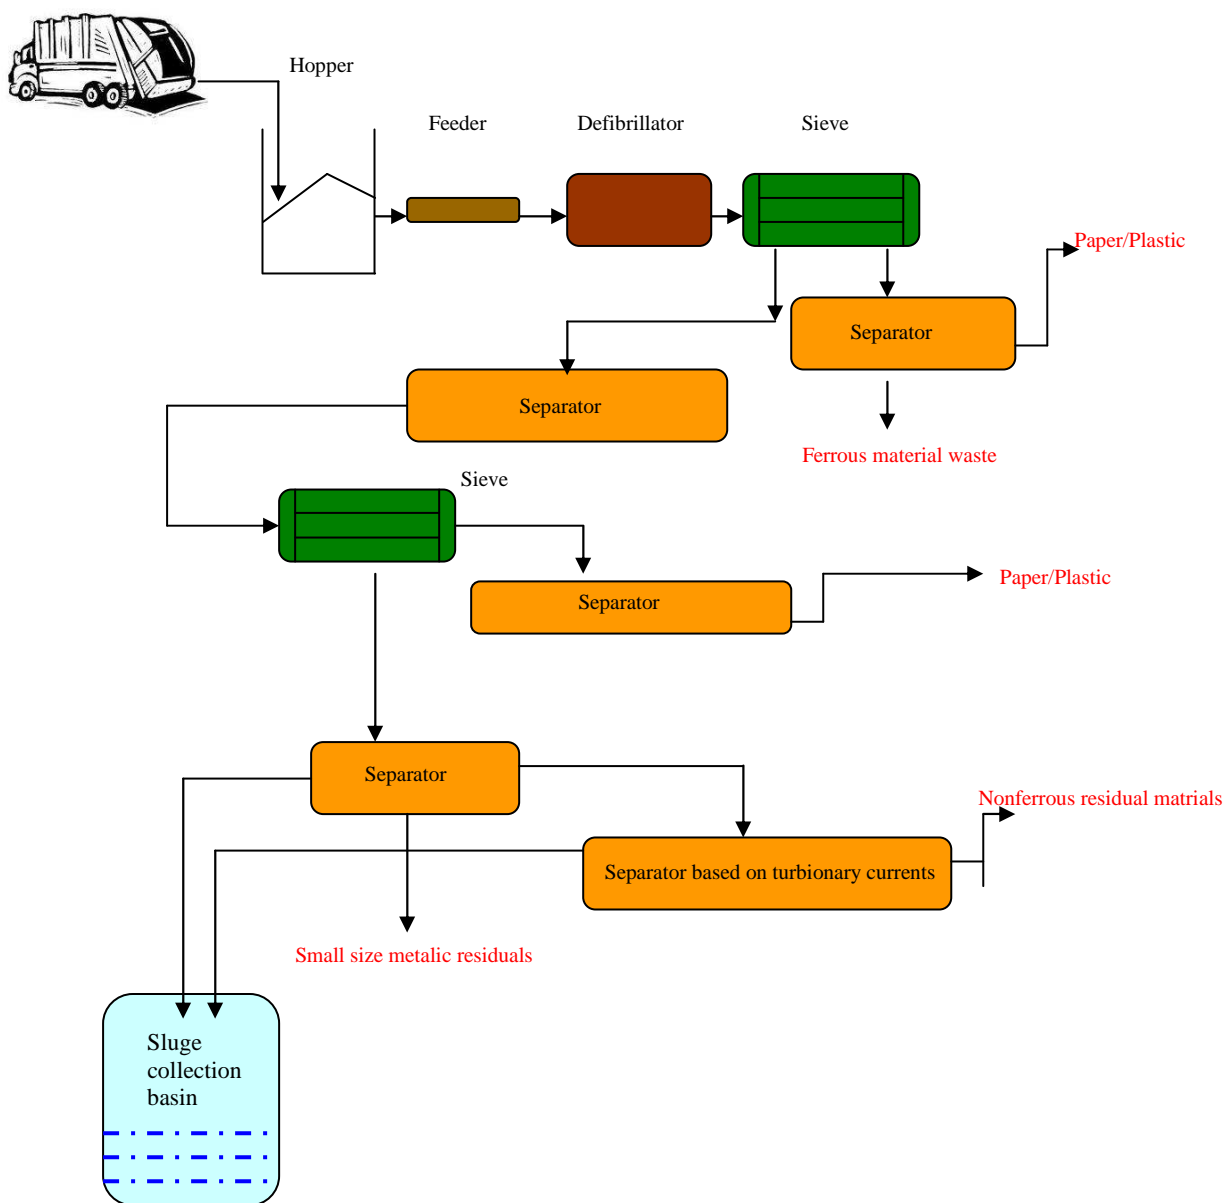 Hopper
Feeder
Defibrillator
Sieve
Paper/Plastic
Separator
Separator
Ferrous material waste
Sieve
Paper/Plastic
Separator
Separator
Nonferrous residual matrials
Separator based on turbionary currents
Small size metalic residuals
Sluge
collection
basin